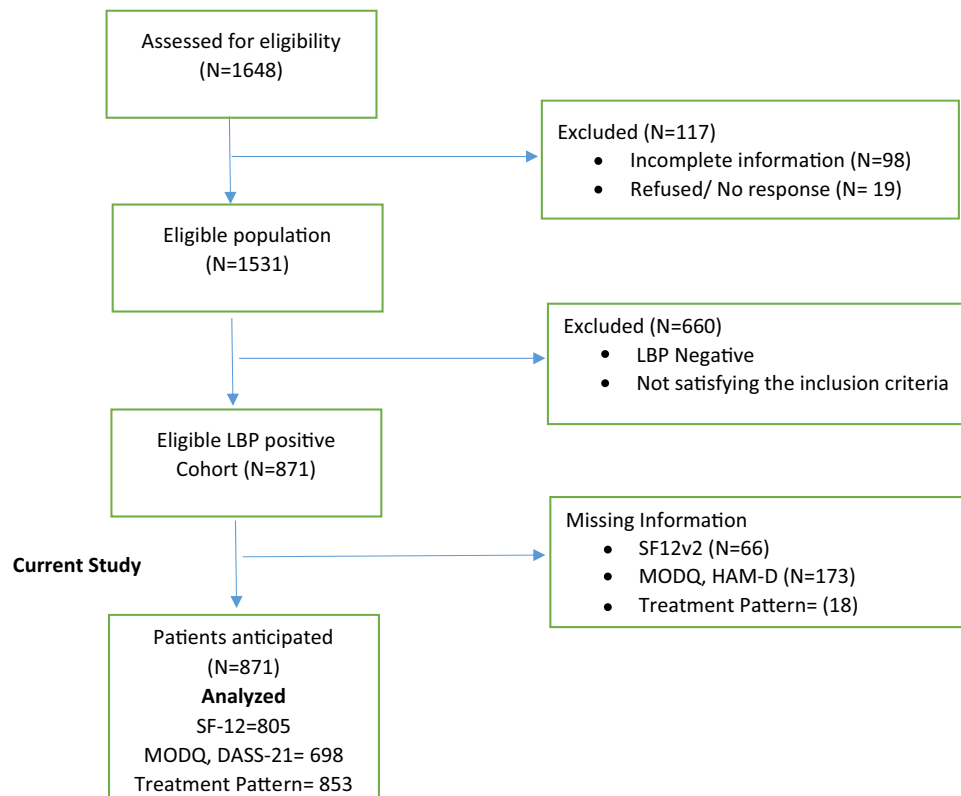 Assessed for eligibility
(N=1648)
Excluded (N=117)
• Incomplete information (N=98)
• Refused/ No response (N= 19)
Eligible population
(N=1531)
Excluded (N=660)
• LBP Negative
• Not satisfying the inclusion criteria
Eligible LBP positive
Cohort (N=871)
Missing Information
• SF12v2 (N=66)
• MODQ, HAM-D (N=173)
• Treatment Pattern= (18)
Current Study
Patients anticipated
(N=871)
Analyzed
SF-12=805
MODQ, DASS-21= 698
Treatment Pattern= 853